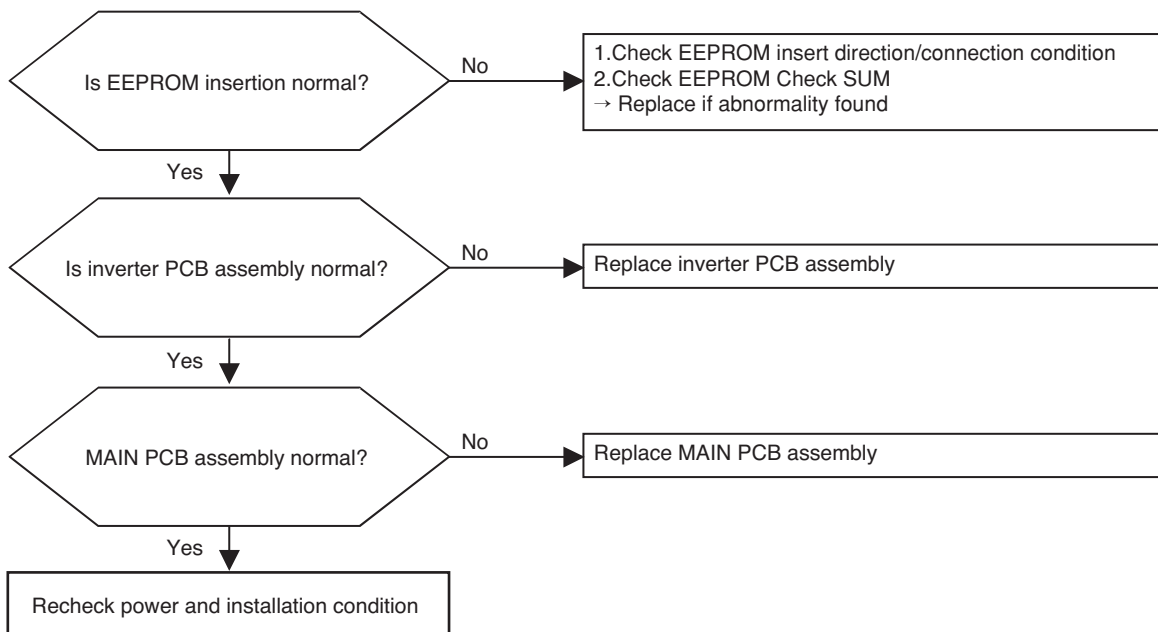 Is EEPROM insertion normal?
No
1.Check EEPROM insert direction/connection condition
2.Check EEPROM Check SUM
→ Replace if abnormality found
Yes
Is inverter PCB assembly normal?
No
Replace inverter PCB assembly
Yes
MAIN PCB assembly normal?
No
Replace MAIN PCB assembly
Yes
Recheck power and installation condition